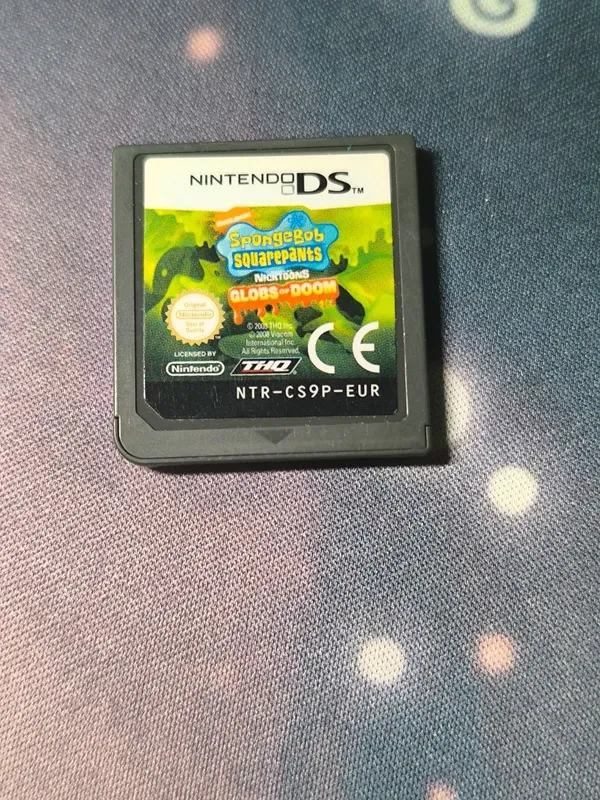 NINTENDO DS™
Nickelodeon
SpongeBob
SQUAREPANTS
NICKTOONS
GLOBS OF DOOM
Original
Nintendo
Seal of
Quality
TM
© 2008 THQ Inc.
© 2008 Viacom
International Inc.
All Rights Reserved.
LICENSED BY
Nintendo®
THQ
CE
NTR-CS9P-EUR